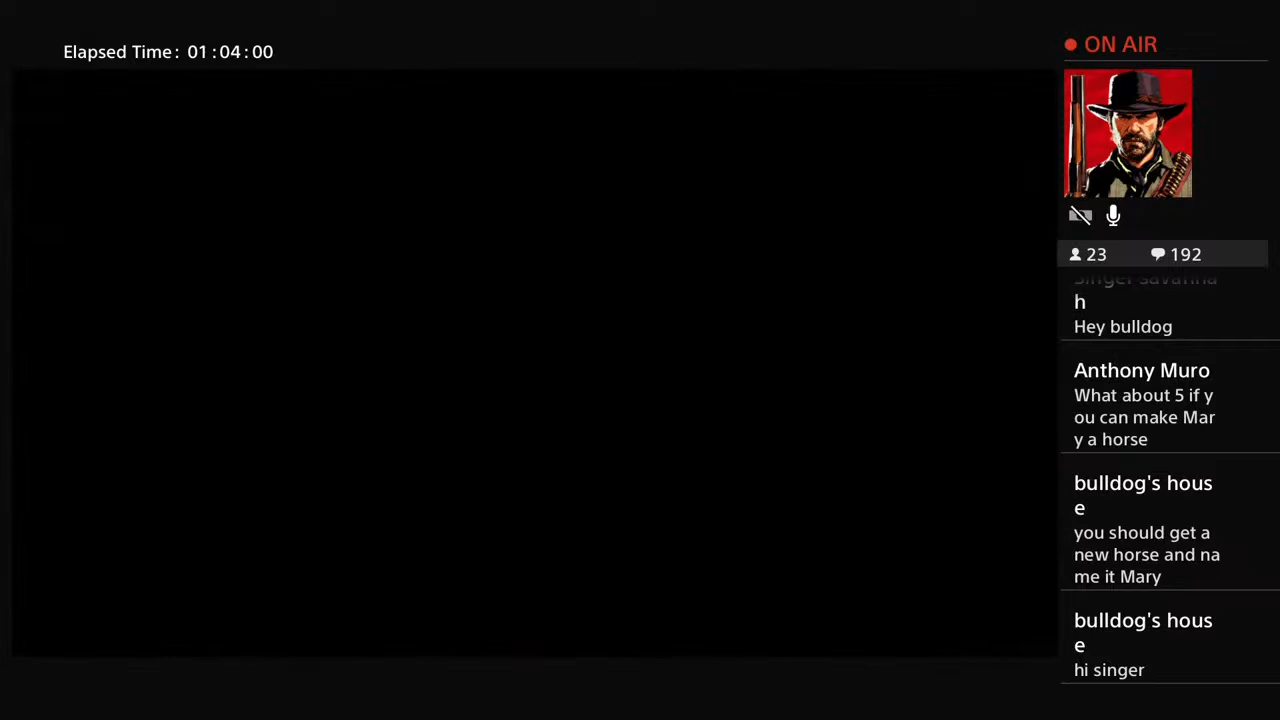 Elapsed Time: 01:04:00
ON AIR
23 192
Singer savanna
h
Hey bulldog
Anthony Muro
What about 5 if y
ou can make Mar
y a horse
bulldog's hous
e
you should get a
new horse and na
me it Mary
bulldog's hous
e
hi singer